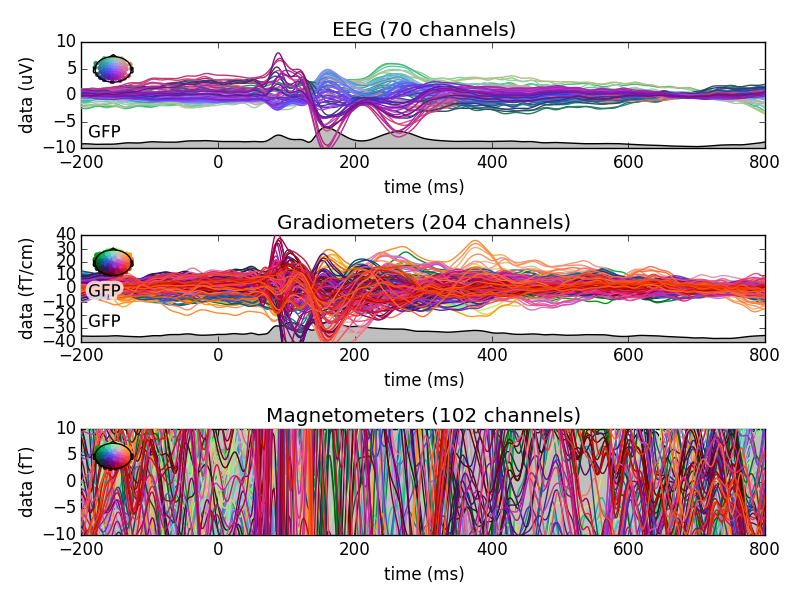 EEG (70 channels)
data (uV)
10
5
0
−5
−10
GFP
−200 0 200 400 600 800
time (ms)
Gradiometers (204 channels)
data (fT/cm)
40
30
20
10
0
−10
−20
−30
−40
GFP
GFP
−200 0 200 400 600 800
time (ms)
Magnetometers (102 channels)
data (fT)
10
5
0
−5
−10
−200 0 200 400 600 800
time (ms)